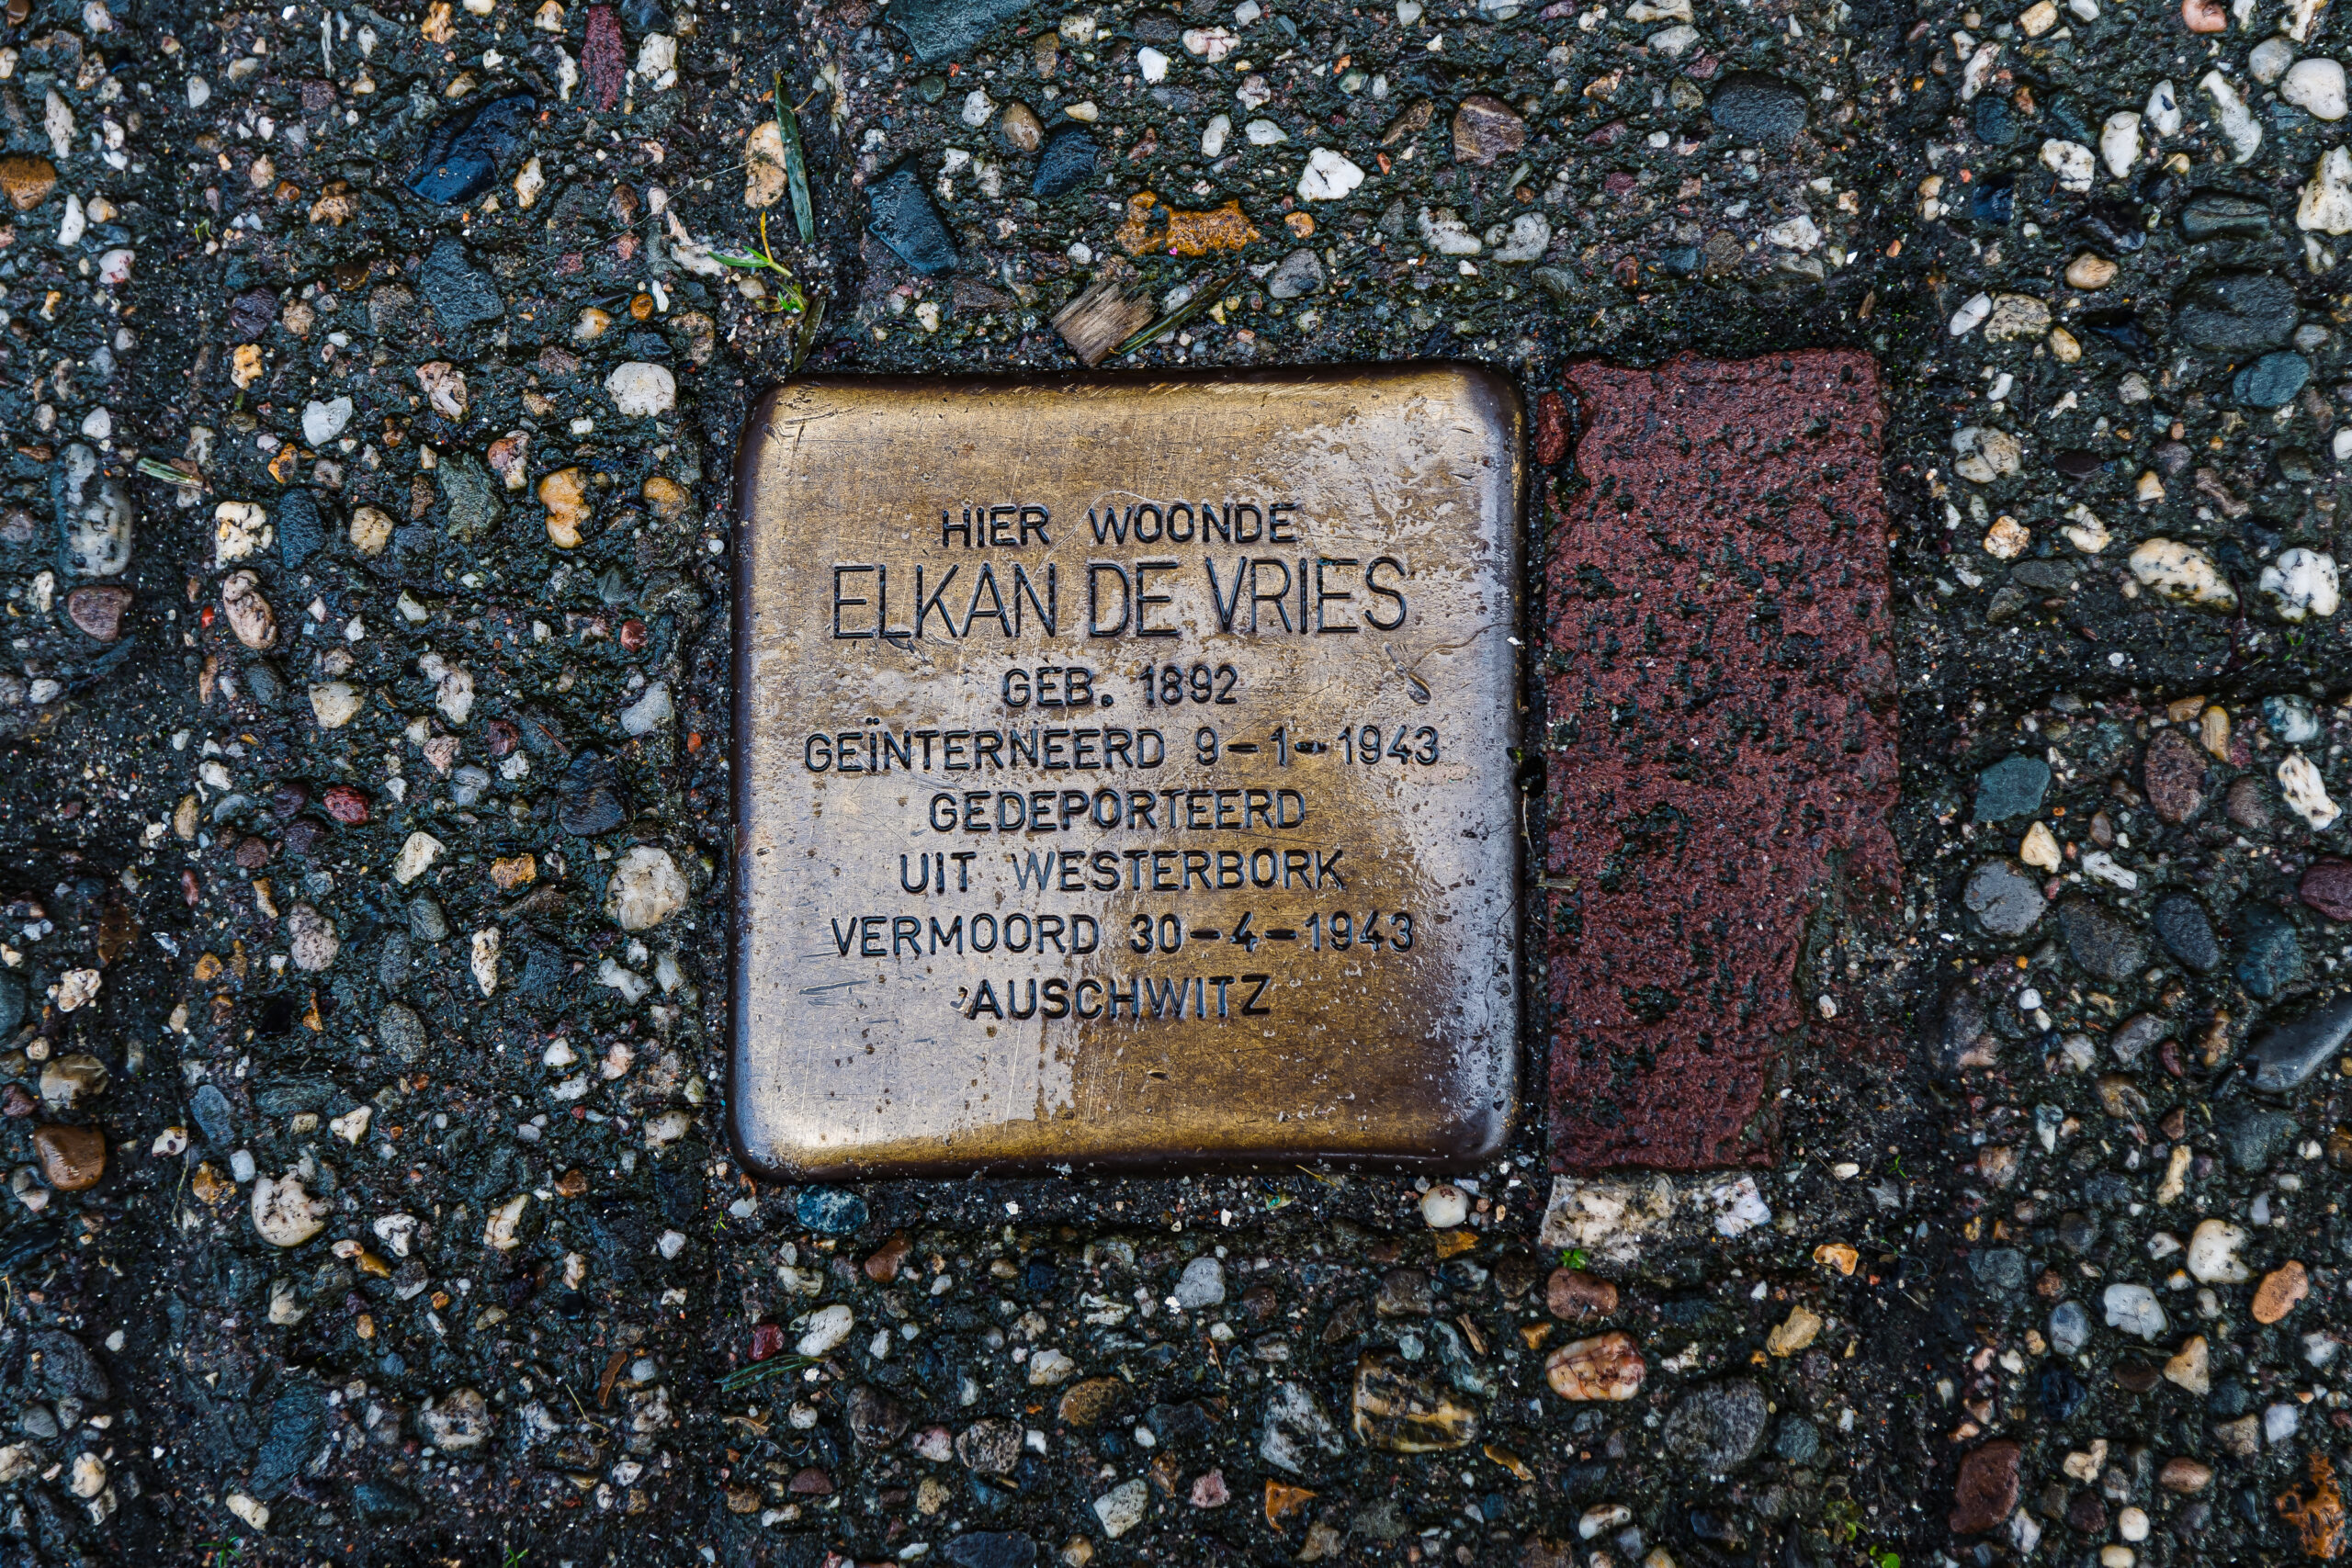 HIER WOONDE
ELKAN DE VRIES
GEB. 1892
GEÏNTERNEERD 9-1-1943
GEDEPORTEERD
UIT WESTERBORK
VERMOORD 30-4-1943
AUSCHWITZ